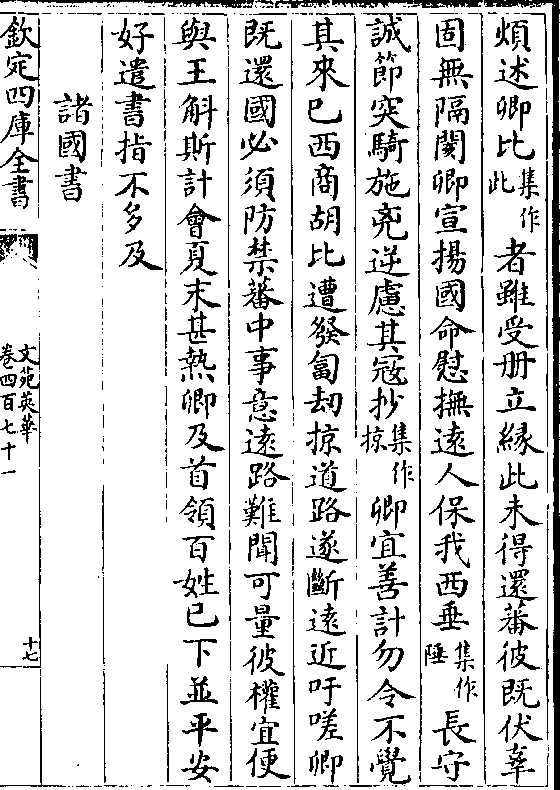 煩述卿比集作此者雖受册立縁此未得還蕃彼既伏辜
固無隔閡卿宣揚國命慰撫遠人保我西垂集作陲長守
誠節突騎施兇逆慮其寇抄集作掠卿宜善計勿令不覺
其來已西商胡比遭發匐刼掠道路遂斷遠近吁嗟卿
既還國必須防禁蕃中事意遠路難聞可量彼權宜便
與王斛斯計會夏末甚熱卿及首領百姓已下並平安
好遣書指不多及
諸國書
欽定四庫全書
文苑英華
卷四百七十一
十七